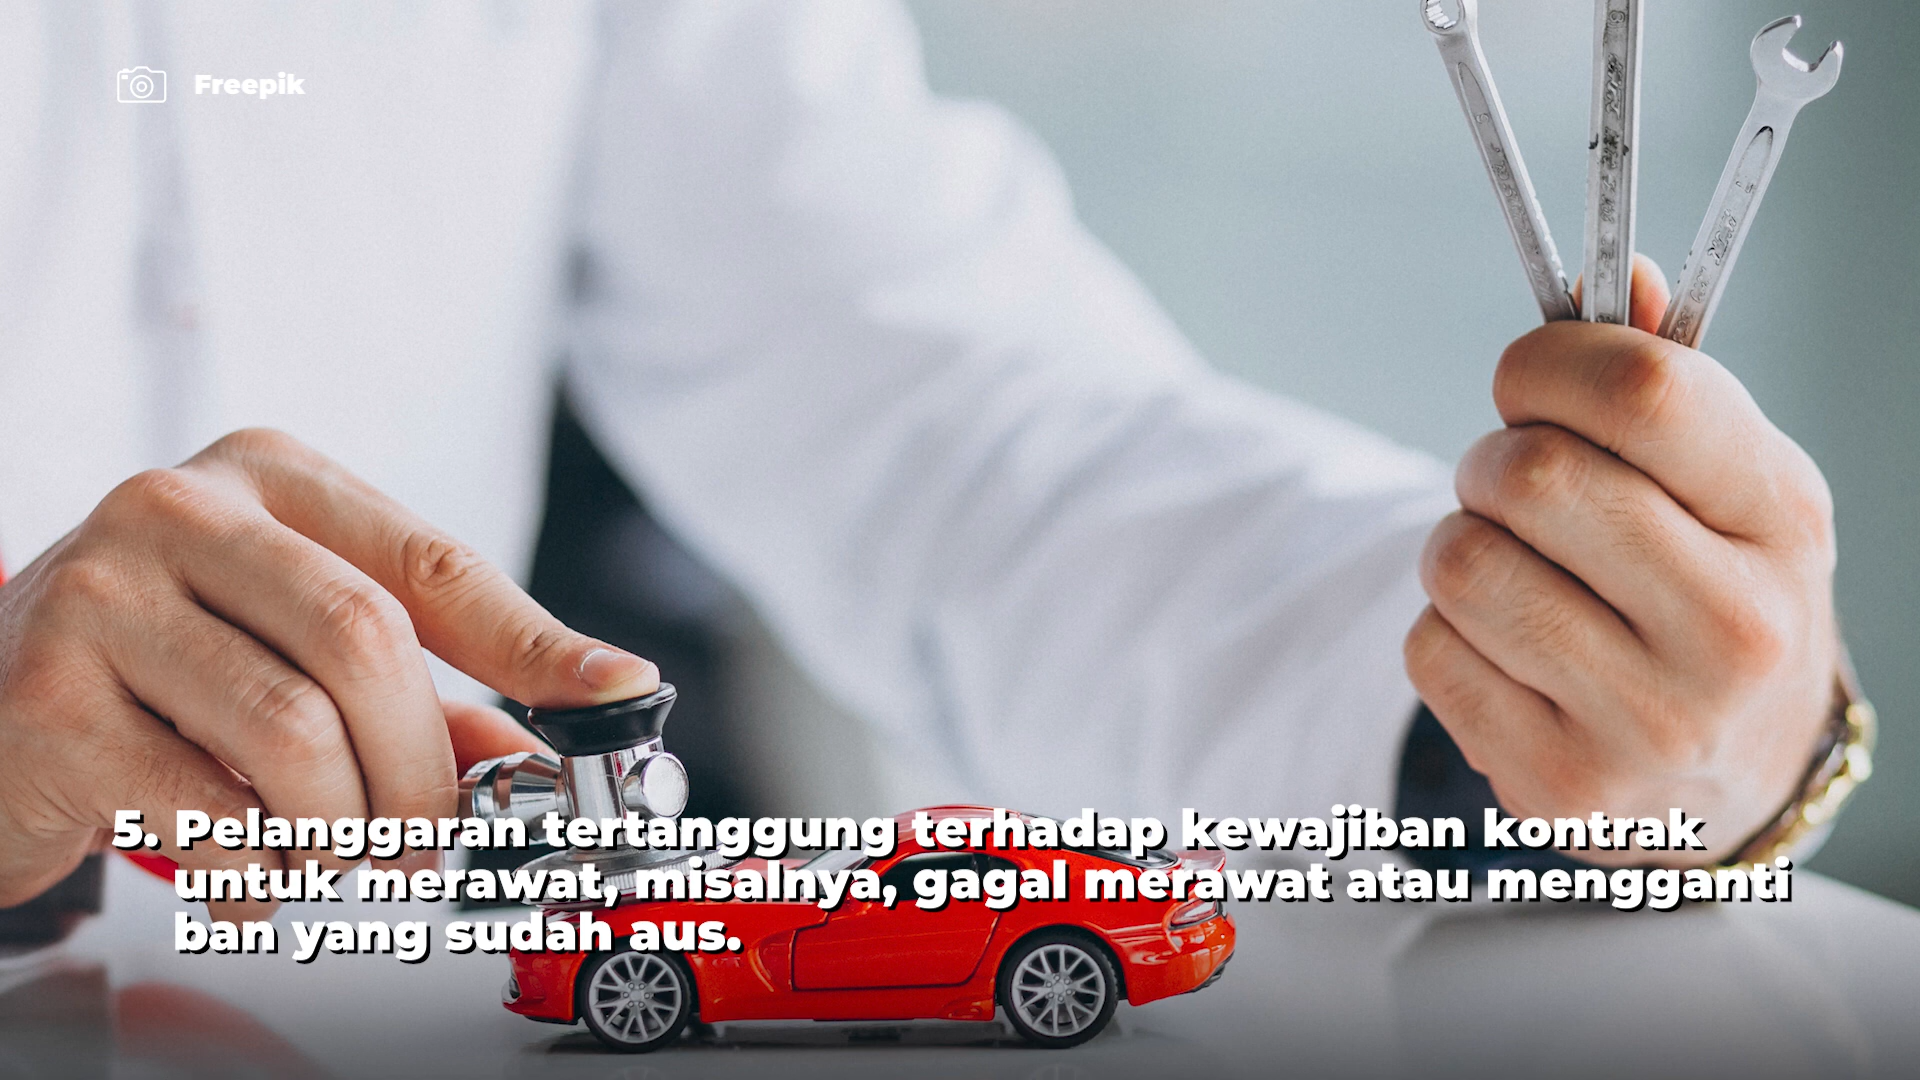 Freepik
5. Pelanggaran tertanggung terhadap kewajiban kontrak
untuk merawat, misalnya, gagal merawat atau mengganti
ban yang sudah aus.